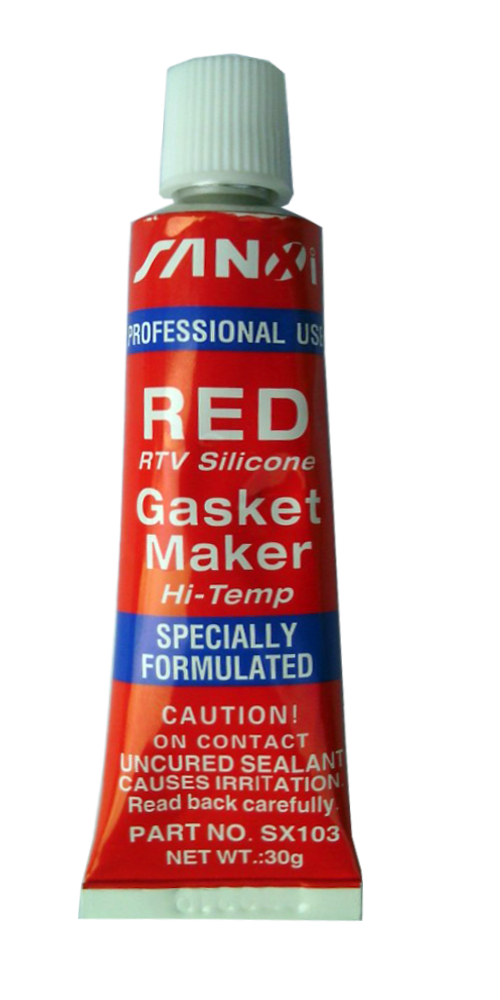 SANXi
PROFESSIONAL USE
RED
RTV Silicone
Gasket
Maker
Hi-Temp
SPECIALLY
FORMULATED
CAUTION!
ON CONTACT
UNCURED SEALANT
CAUSES IRRITATION.
Read back carefully.
PART NO. SX103
NET WT.:30g